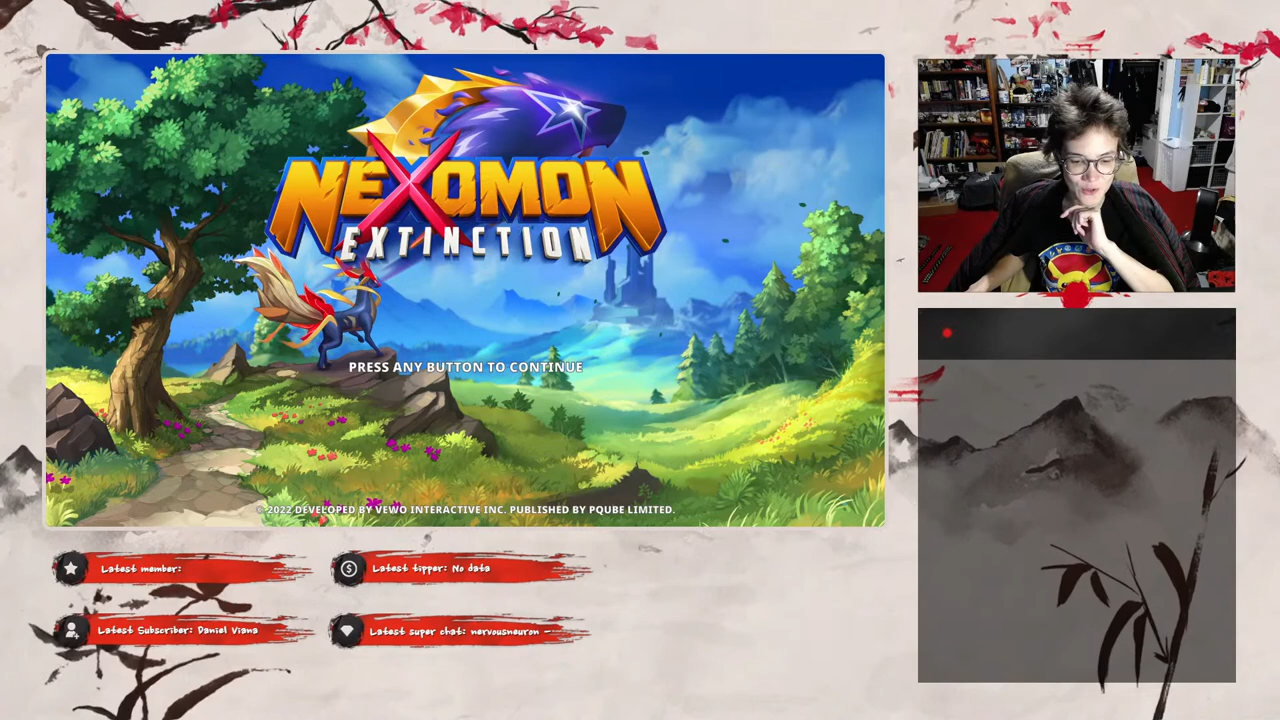 NEXOMON
EXTINCTION
PRESS ANY BUTTON TO CONTINUE
© 2022 DEVELOPED BY VEWO INTERACTIVE INC. PUBLISHED BY PQUBE LIMITED.
Latest member:
Latest tipper: No data
Latest Subscriber: Daniel Viana
Latest super chat: nervousneuron -